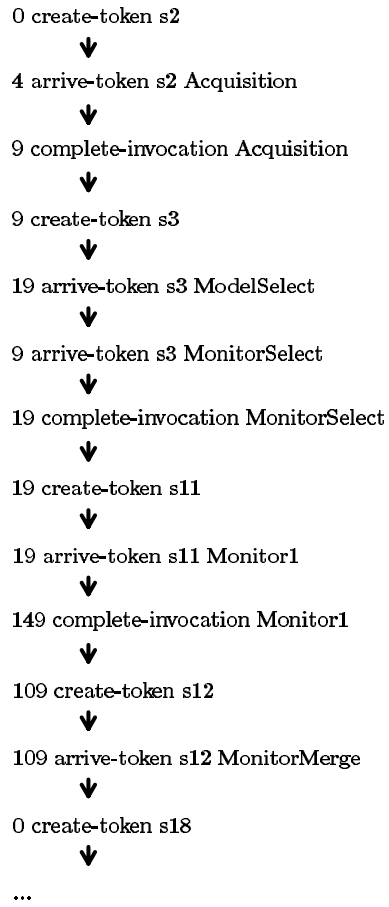 0 create-token s2
4 arrive-token s2 Acquisition
9 complete-invocation Acquisition
9 create-token s3
19 arrive-token s3 ModelSelect
9 arrive-token s3 MonitorSelect
19 complete-invocation MonitorSelect
19 create-token s11
19 arrive-token s11 Monitor1
149 complete-invocation Monitor1
109 create-token s12
109 arrive-token s12 MonitorMerge
0 create-token s18
...